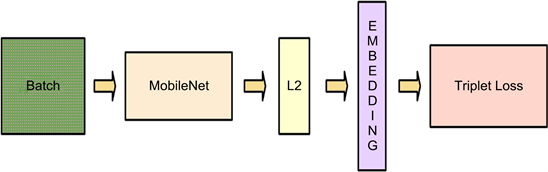 Batch
MobileNet
L2
EMBEDDING
Triplet Loss